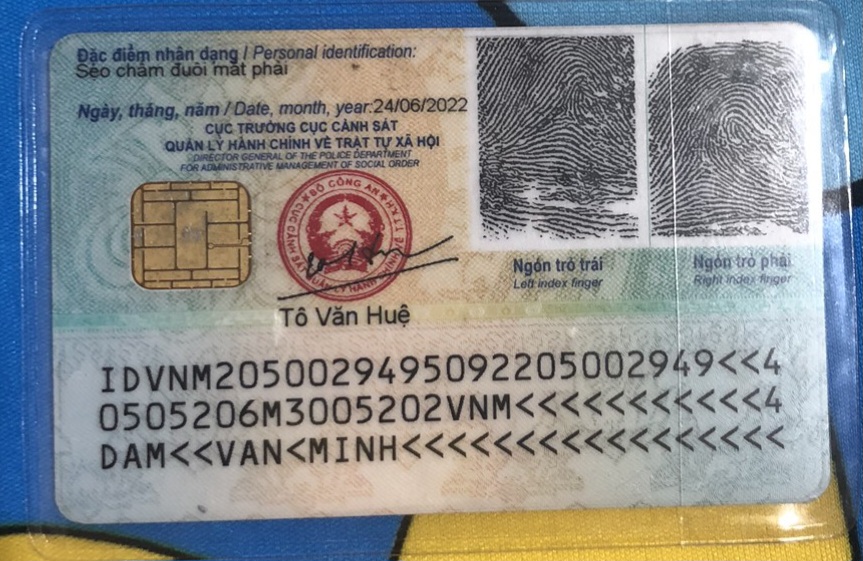 Đặc điểm nhân dạng / Personal identification:
Sẹo chấm đuôi mắt phải
Ngày, tháng, năm / Date, month, year:24/06/2022
CỤC TRƯỞNG CỤC CẢNH SÁT
QUẢN LÝ HÀNH CHÍNH VỀ TRẬT TỰ XÃ HỘI
DIRECTOR GENERAL OF THE POLICE DEPARTMENT
FOR ADMINISTRATIVE MANAGEMENT OF SOCIAL ORDER
BỘ CÔNG AN
Tô Văn Huệ
Ngón trỏ trái
Left index finger
Ngón trỏ phải
Right index finger
IDVNM2050029495092205002949<<4
0505206M3005202VNM<<<<<<<<<<<4
DAM<<VAN<MINH<<<<<<<<<<<<<<<<<